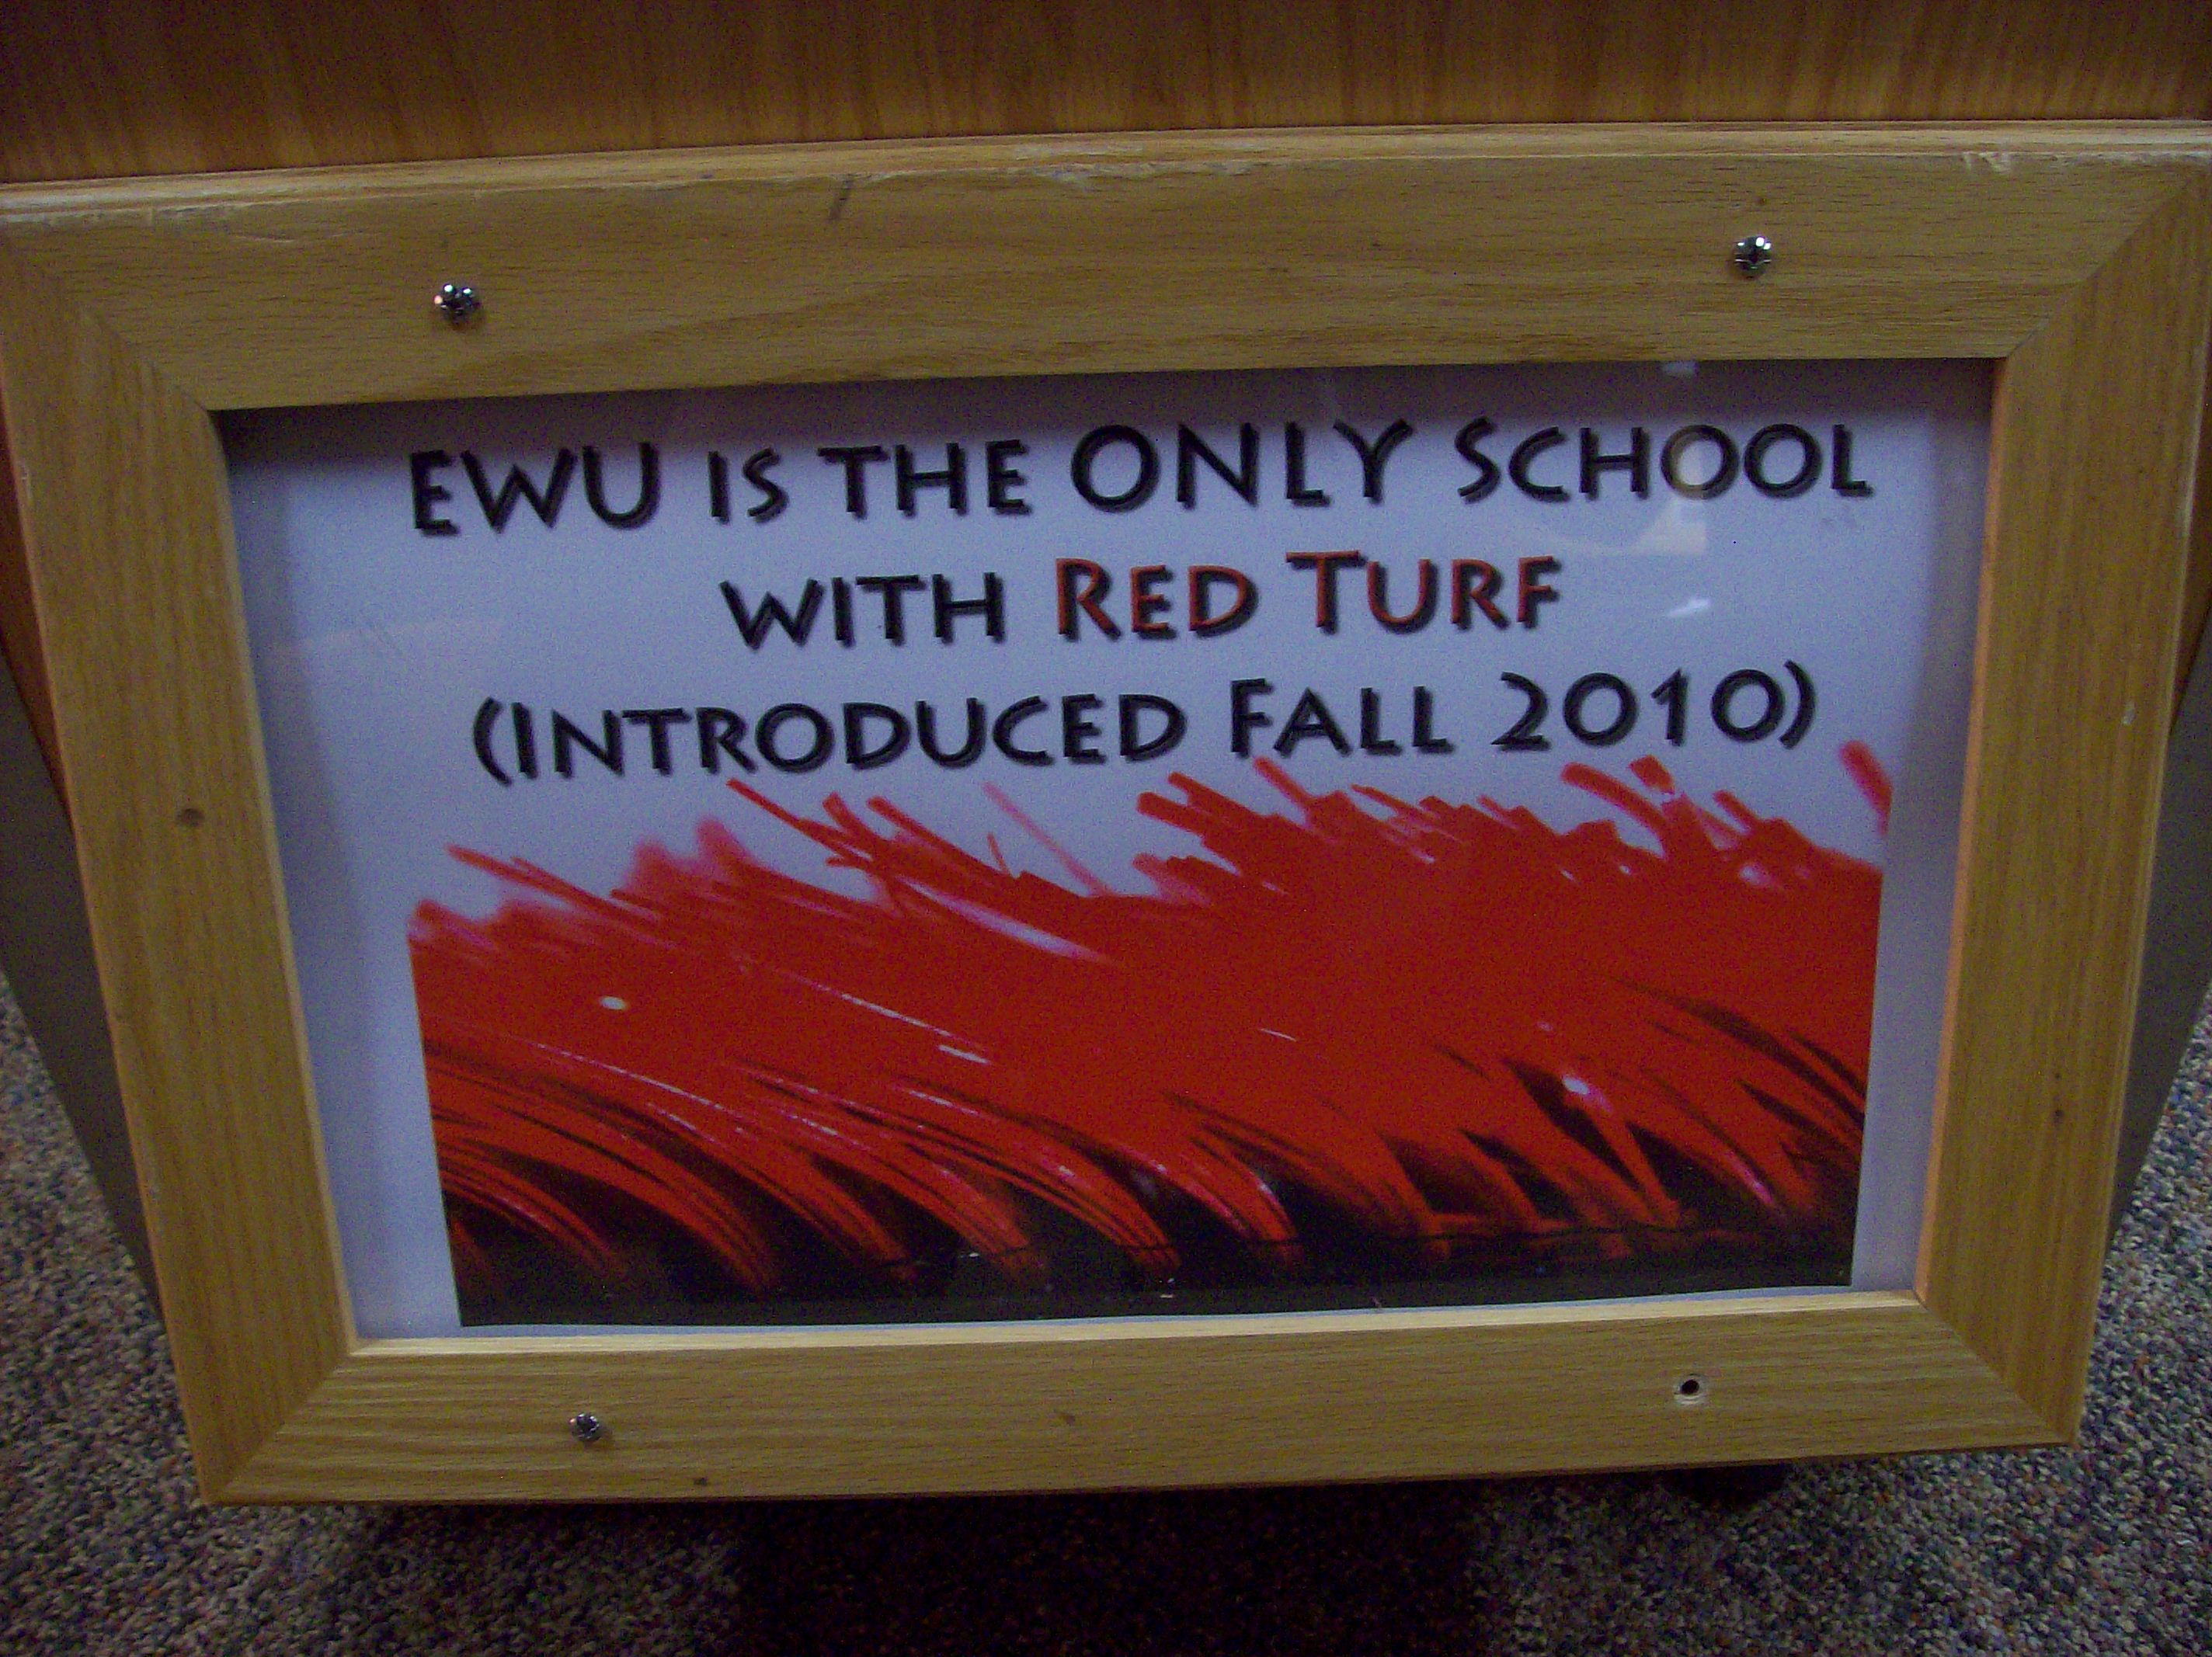 EWU IS THE ONLY SCHOOL
WITH RED TURF
(INTRODUCED FALL 2010)